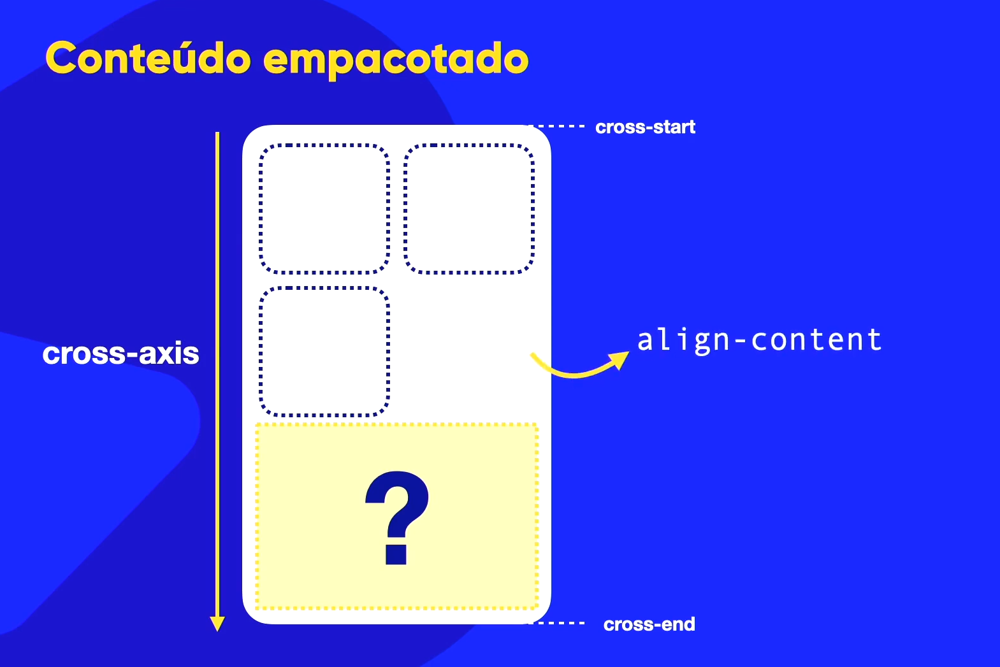 Conteúdo empacotado
cross-start
align-content
cross-axis
?
cross-end